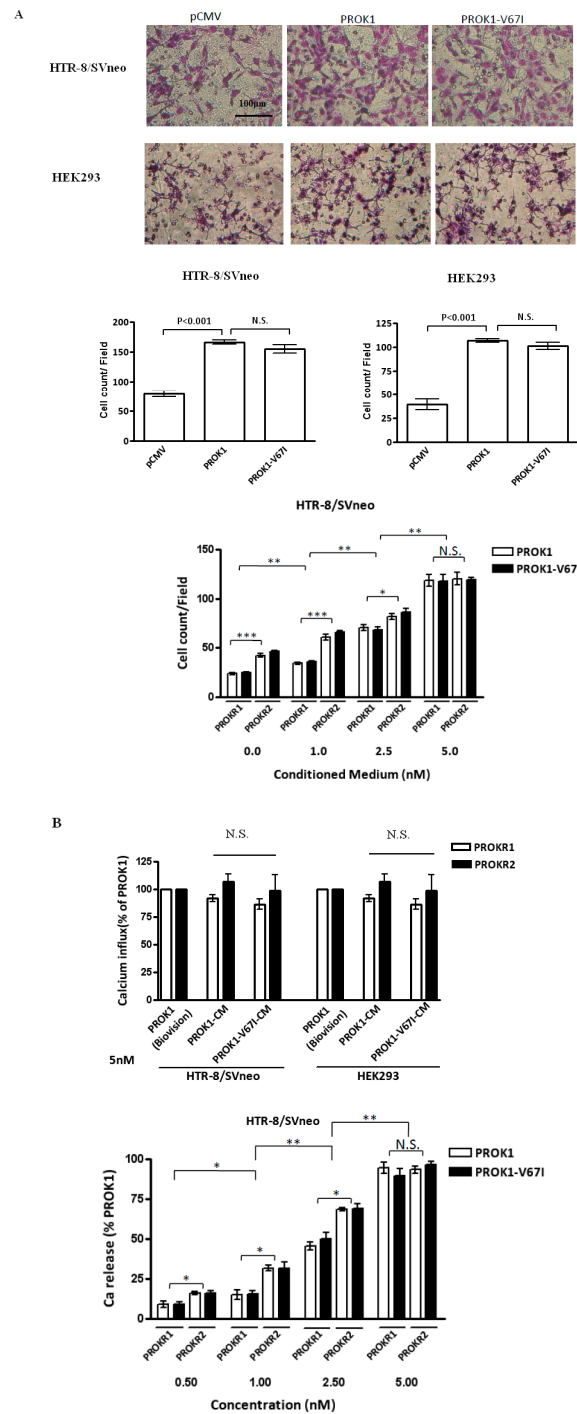 A
pCMV PROK1 PROK1-V67I
HTR-8/SVneo
100µm
HEK293
HTR-8/SVneo HEK293
P<0.001 N.S.
Cell count/ Field
200
150
100
50
0
pCMV PROK1 PROK1-V67I
P<0.001 N.S.
Cell count/ Field
125
100
75
50
25
0
pCMV PROK1 PROK1-V67I
HTR-8/SVneo
PROK1
PROK1-V67I
** ** **
*** *** * N.S.
Cell count/Field
150
100
50
0
PROKR1 PROKR2 PROKR1 PROKR2 PROKR1 PROKR2 PROKR1 PROKR2
0.0 1.0 2.5 5.0
Conditioned Medium (nM)
B
N.S. N.S.
PROKR1
PROKR2
Calcium influx(% of PROK1)
125
100
75
50
25
0
PROK1 (Biovision) PROK1-CM PROK1-V67I-CM PROK1 (Biovision) PROK1-CM PROK1-V67I-CM
5nM
HTR-8/SVneo HEK293
HTR-8/SVneo
PROK1
PROK1-V67I
* ** **
* * * N.S.
Ca release (% PROK1)
100
75
50
25
0
PROKR1 PROKR2 PROKR1 PROKR2 PROKR1 PROKR2 PROKR1 PROKR2
0.50 1.00 2.50 5.00
Concentration (nM)